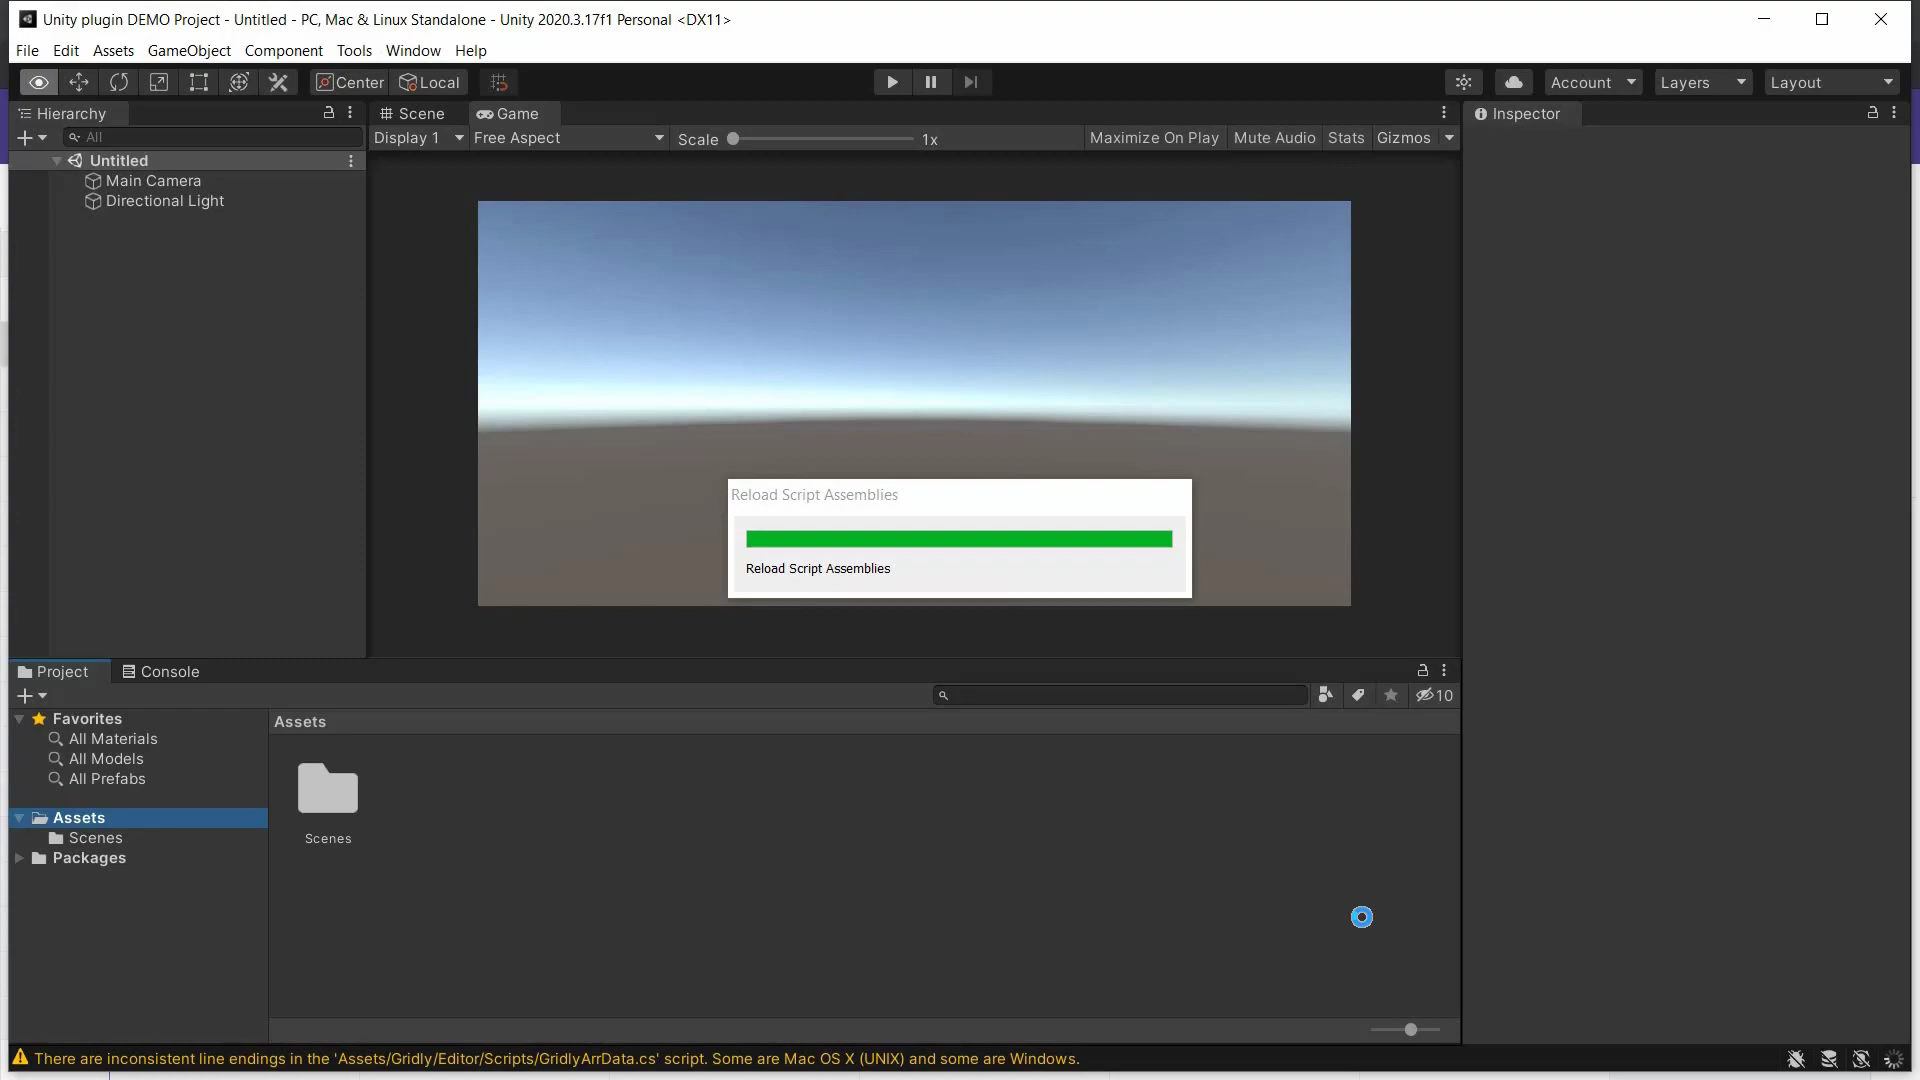 Unity plugin DEMO Project - Untitled - PC, Mac & Linux Standalone - Unity 2020.3.17f1 Personal <DX11>
File Edit Assets GameObject Component Tools Window Help
Center Local Account Layers Layout
Hierarchy
All
Untitled
Main Camera
Directional Light
Scene Game
Display 1 Free Aspect Scale 1x Maximize On Play Mute Audio Stats Gizmos
Inspector
Reload Script Assemblies
Reload Script Assemblies
Project Console
10
Favorites
All Materials
All Models
All Prefabs
Assets
Scenes
Packages
Assets
Scenes
There are inconsistent line endings in the 'Assets/Gridly/Editor/Scripts/GridlyArrData.cs' script. Some are Mac OS X (UNIX) and some are Windows.